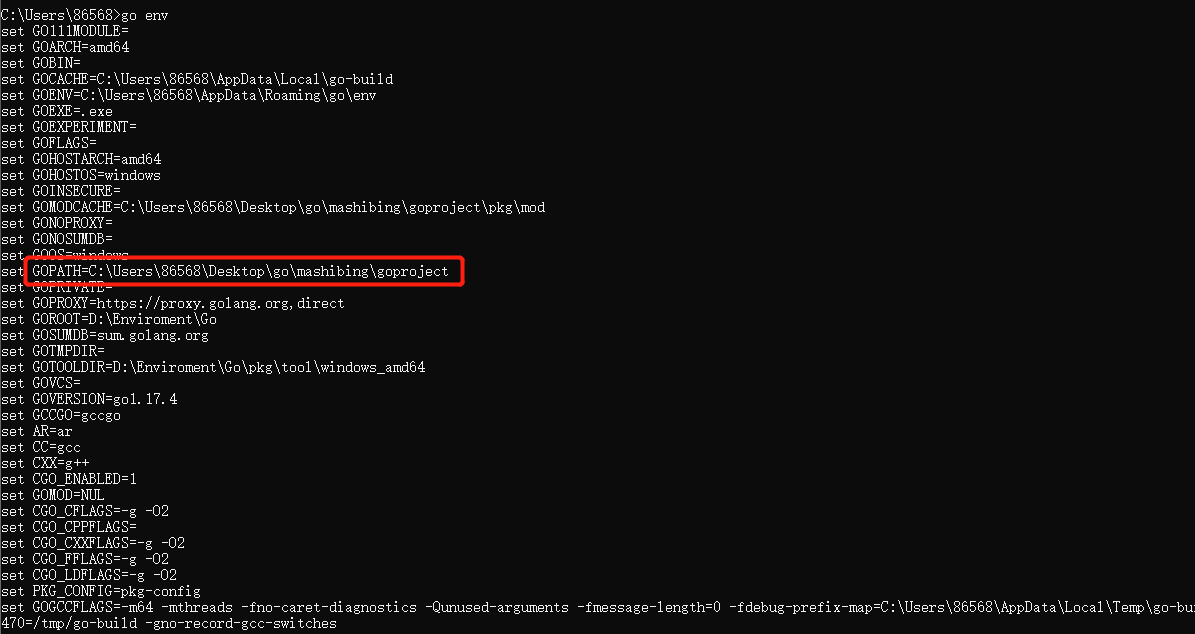 C:\Users\86568>go env
set GO111MODULE=
set GOARCH=amd64
set GOBIN=
set GOCACHE=C:\Users\86568\AppData\Local\go-build
set GOENV=C:\Users\86568\AppData\Roaming\go\env
set GOEXE=.exe
set GOEXPERIMENT=
set GOFLAGS=
set GOHOSTARCH=amd64
set GOHOSTOS=windows
set GOINSECURE=
set GOMODCACHE=C:\Users\86568\Desktop\go\mashibing\goproject\pkg\mod
set GONOPROXY=
set GONOSUMDB=
set GOOS=windows
set GOPATH=C:\Users\86568\Desktop\go\mashibing\goproject
set GOPRIVATE=
set GOPROXY=https://proxy.golang.org,direct
set GOROOT=D:\Enviroment\Go
set GOSUMDB=sum.golang.org
set GOTMPDIR=
set GOTOOLDIR=D:\Enviroment\Go\pkg\tool\windows_amd64
set GOVCS=
set GOVERSION=go1.17.4
set GCCGO=gccgo
set AR=ar
set CC=gcc
set CXX=g++
set CGO_ENABLED=1
set GOMOD=NUL
set CGO_CFLAGS=-g -O2
set CGO_CPPFLAGS=
set CGO_CXXFLAGS=-g -O2
set CGO_FFLAGS=-g -O2
set CGO_LDFLAGS=-g -O2
set PKG_CONFIG=pkg-config
set GOGCCFLAGS=-m64 -mthreads -fno-caret-diagnostics -Qunused-arguments -fmessage-length=0 -fdebug-prefix-map=C:\Users\86568\AppData\Local\Temp\go-bu
470=/tmp/go-build -gno-record-gcc-switches